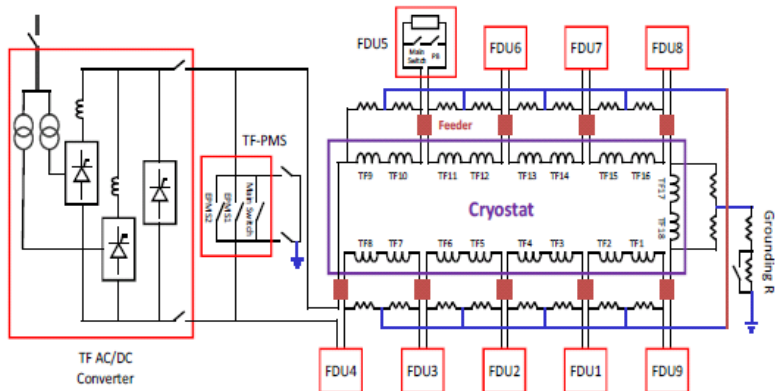 FDU5
Main
Switch
PB
FDU6
FDU7
FDU8
Feeder
TF-PMS
EPMS2
EPMS1
Main Switch
TF9
TF10
TF11
TF12
TF13
TF14
TF15
TF16
TF17
TF18
Cryostat
TF8
TF7
TF6
TF5
TF4
TF3
TF2
TF1
Grounding R
FDU4
FDU3
FDU2
FDU1
FDU9
TF AC/DC
Converter